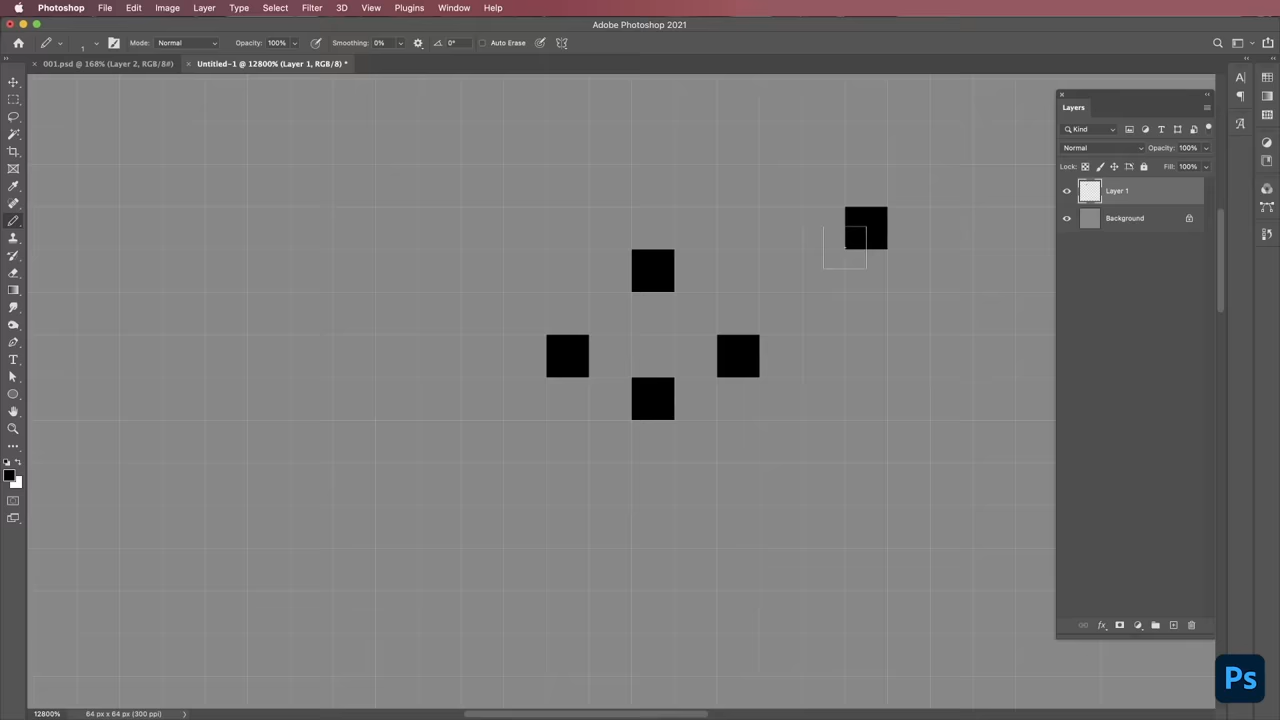 Photoshop File Edit Image Layer Type Select Filter 3D View Plugins Window Help
Adobe Photoshop 2021
1 Mode: Normal Opacity: 100% Smoothing: 0% 0° Auto Erase
001.psd @ 168% (Layer 2, RGB/8#) Untitled-1 @ 12800% (Layer 1, RGB/8) *
Layers
Kind
Normal Opacity: 100%
Lock: Fill: 100%
Layer 1
Background
fx
Ps
12800% 64 px x 64 px (300 ppi)